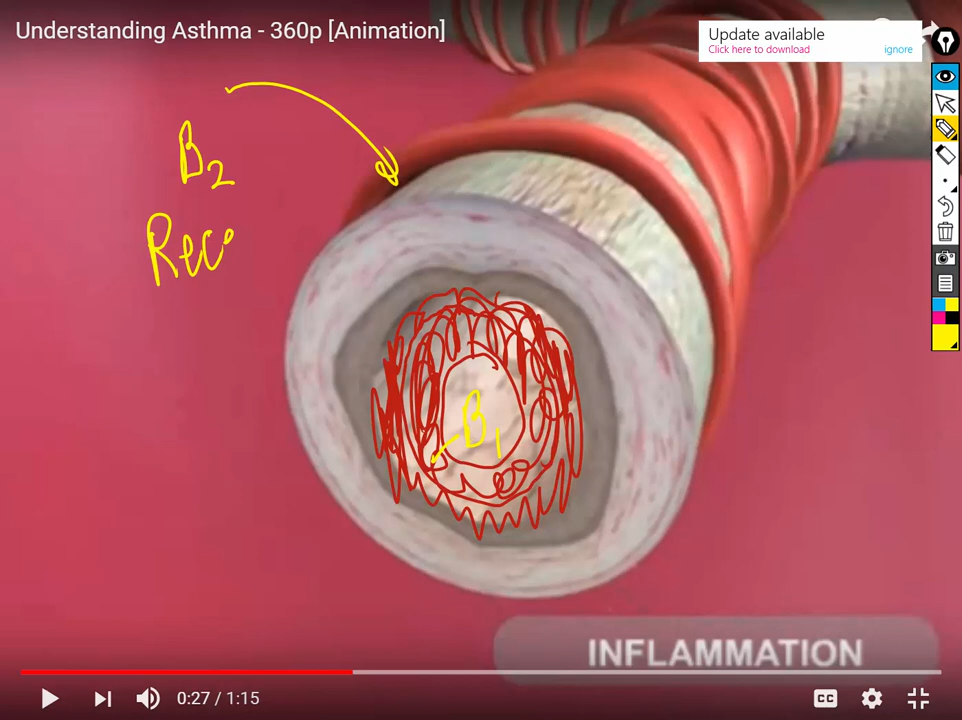 Understanding Asthma - 360p [Animation]
Update available
Click here to download
ignore
B2
Rec
B1
INFLAMMATION
0:27 / 1:15
CC